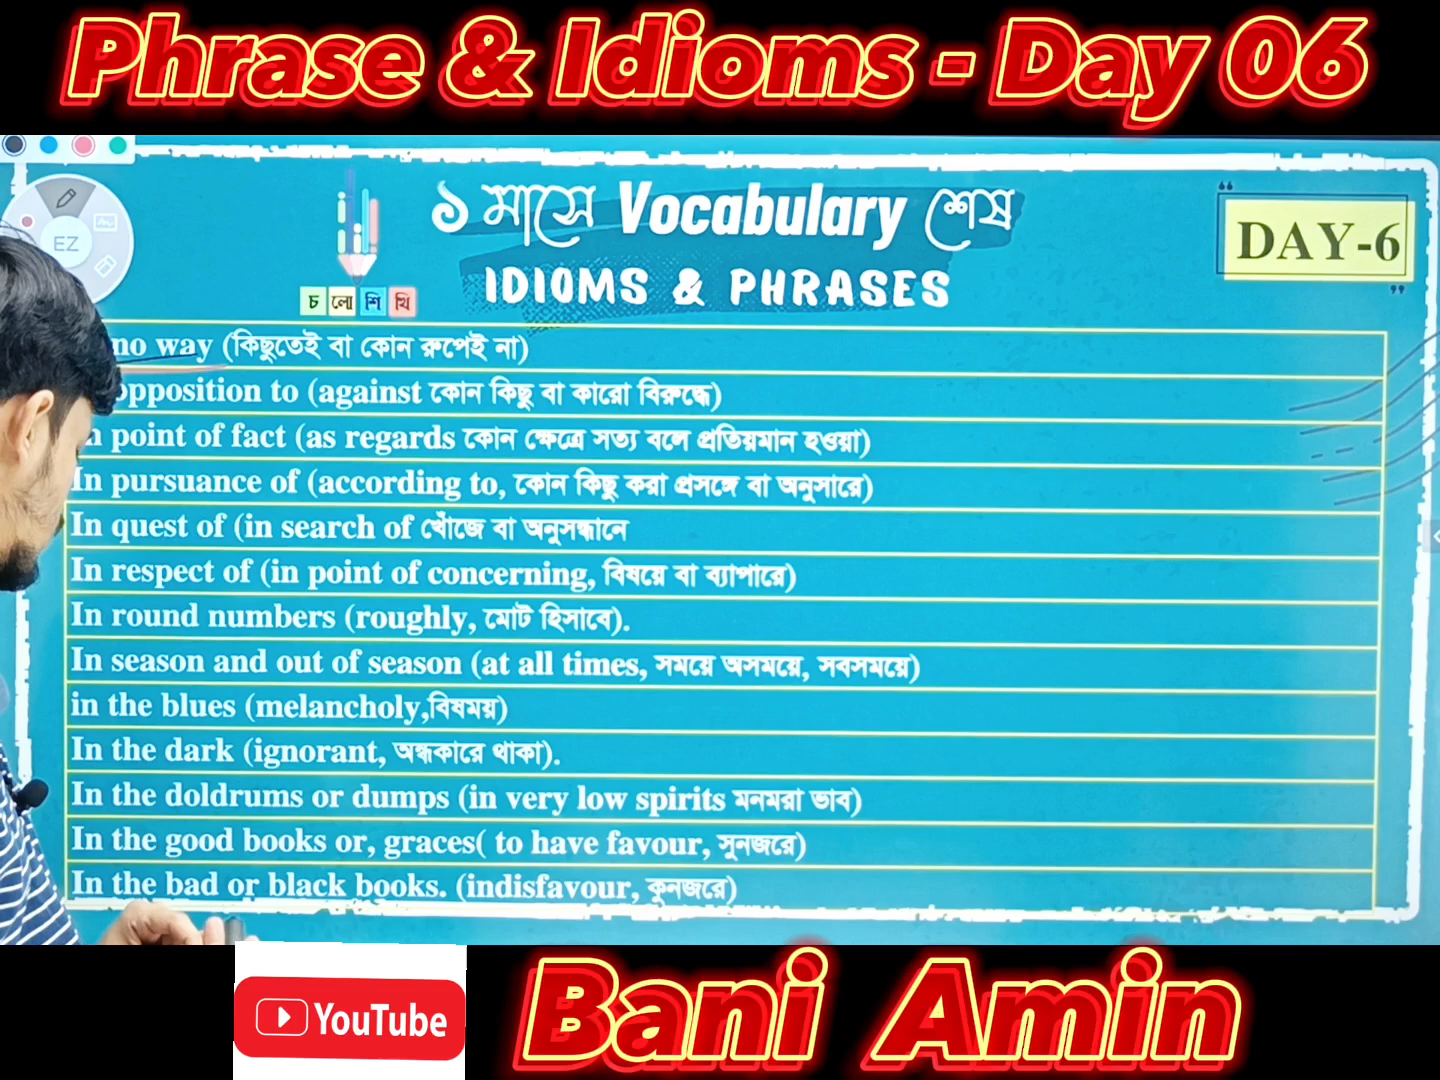 Phrase & Idioms - Day 06
EZ
১ মাসে Vocabulary শেষ
IDIOMS & PHRASES
চ লো শি খি
DAY-6
no way (কিছুতেই বা কোন রুপেই না)
opposition to (against কোন কিছু বা কারো বিরুদ্ধে)
n point of fact (as regards কোন ক্ষেত্রে সত্য বলে প্রতিয়মান হওয়া)
In pursuance of (according to, কোন কিছু করা প্রসঙ্গে বা অনুসারে)
In quest of (in search of খোঁজে বা অনুসন্ধানে
In respect of (in point of concerning, বিষয়ে বা ব্যাপারে)
In round numbers (roughly, মোট হিসাবে).
In season and out of season (at all times, সময়ে অসময়ে, সবসময়ে)
in the blues (melancholy,বিষময়)
In the dark (ignorant, অন্ধকারে থাকা).
In the doldrums or dumps (in very low spirits মনমরা ভাব)
In the good books or, graces( to have favour, সুনজরে)
In the bad or black books. (indisfavour, কুনজরে)
YouTube
Bani Amin